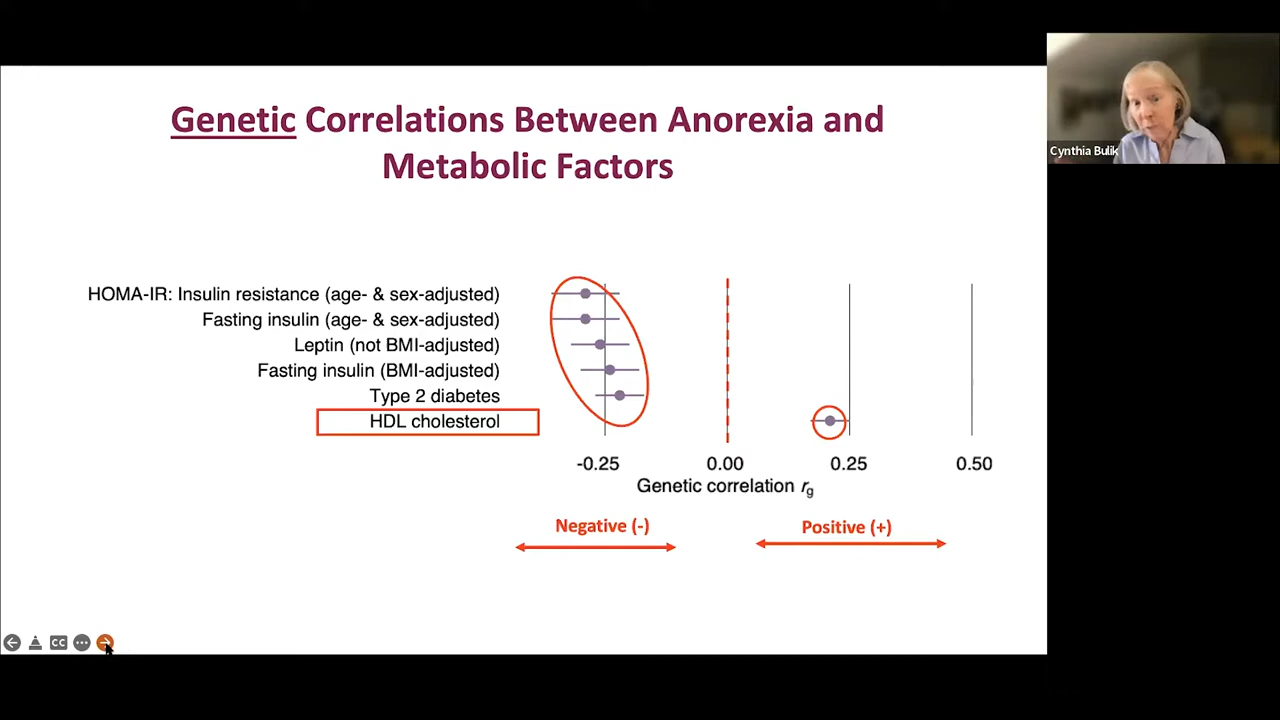 Genetic Correlations Between Anorexia and
Metabolic Factors
Cynthia Bulik
HOMA-IR: Insulin resistance (age- & sex-adjusted)
Fasting insulin (age- & sex-adjusted)
Leptin (not BMI-adjusted)
Fasting insulin (BMI-adjusted)
Type 2 diabetes
HDL cholesterol
-0.25 0.00 0.25 0.50
Genetic correlation rg
Negative (-) Positive (+)
CC